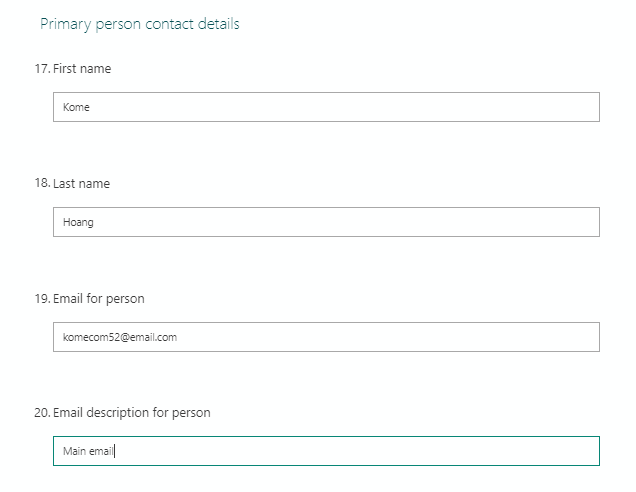 Primary person contact details
17. First name
Kome
18. Last name
Hoang
19. Email for person
komecom52@email.com
20. Email description for person
Main email